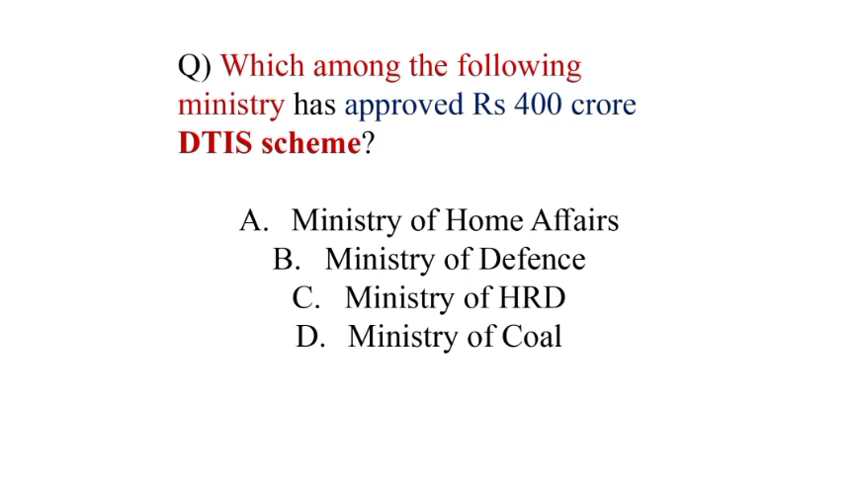 Q) Which among the following
ministry has approved Rs 400 crore
DTIS scheme?
A. Ministry of Home Affairs
B. Ministry of Defence
C. Ministry of HRD
D. Ministry of Coal